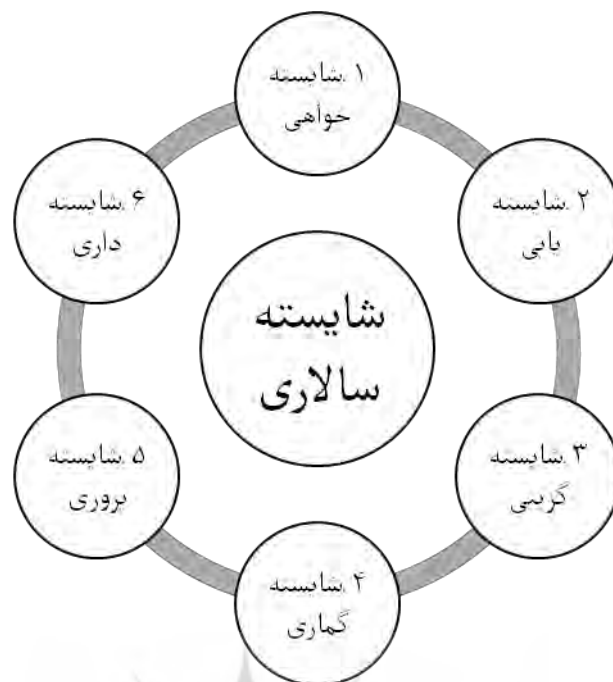 ۱.شایسته
خواهی
۲.شایسته
یابی
۳.شایسته
گزینی
۴.شایسته
گماری
۵.شایسته
پروری
۶.شایسته
داری
شایسته
سالاری